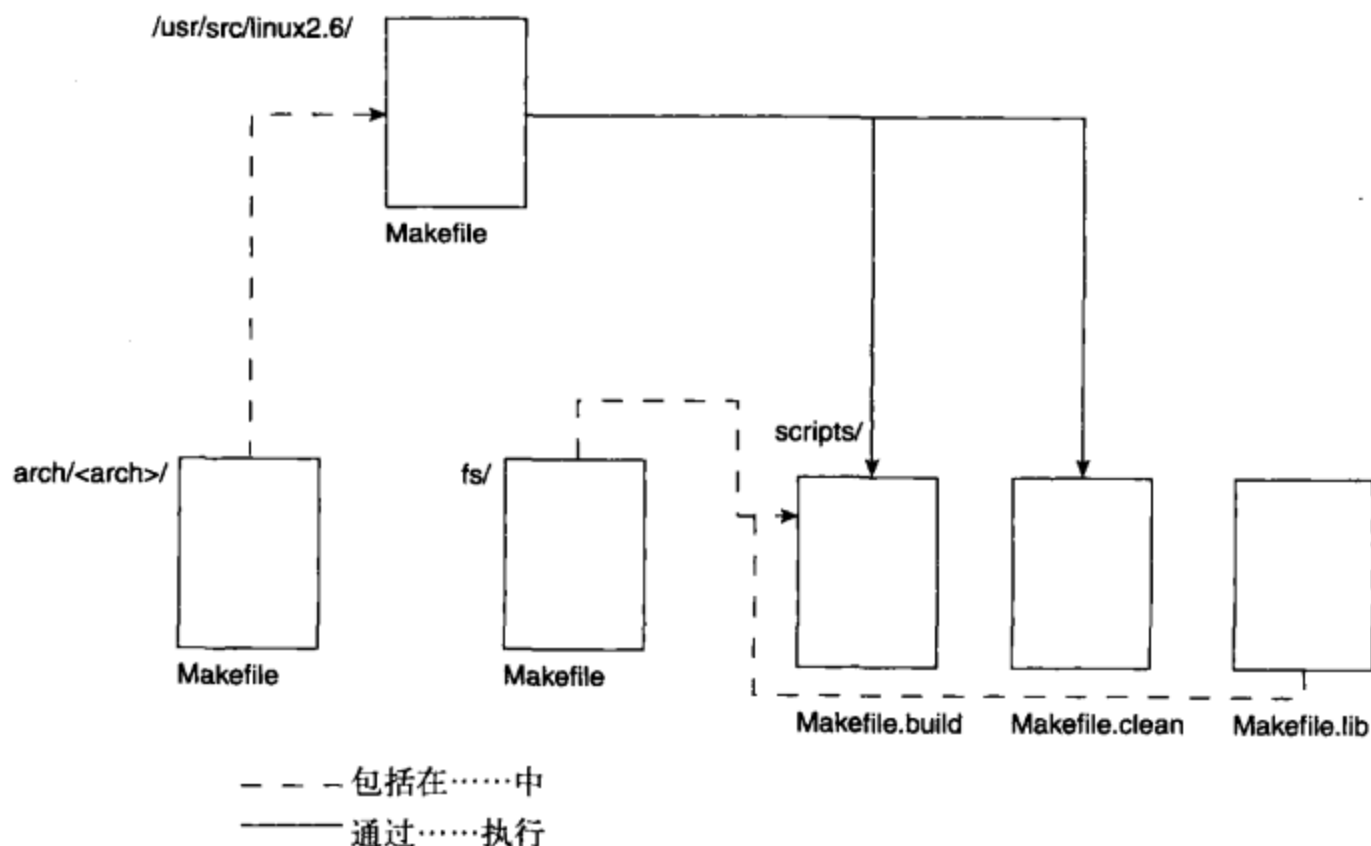 /usr/src/linux2.6/
Makefile
arch/<arch>/
fs/
scripts/
Makefile
Makefile
Makefile.build
Makefile.clean
Makefile.lib
包括在……中
通过……执行